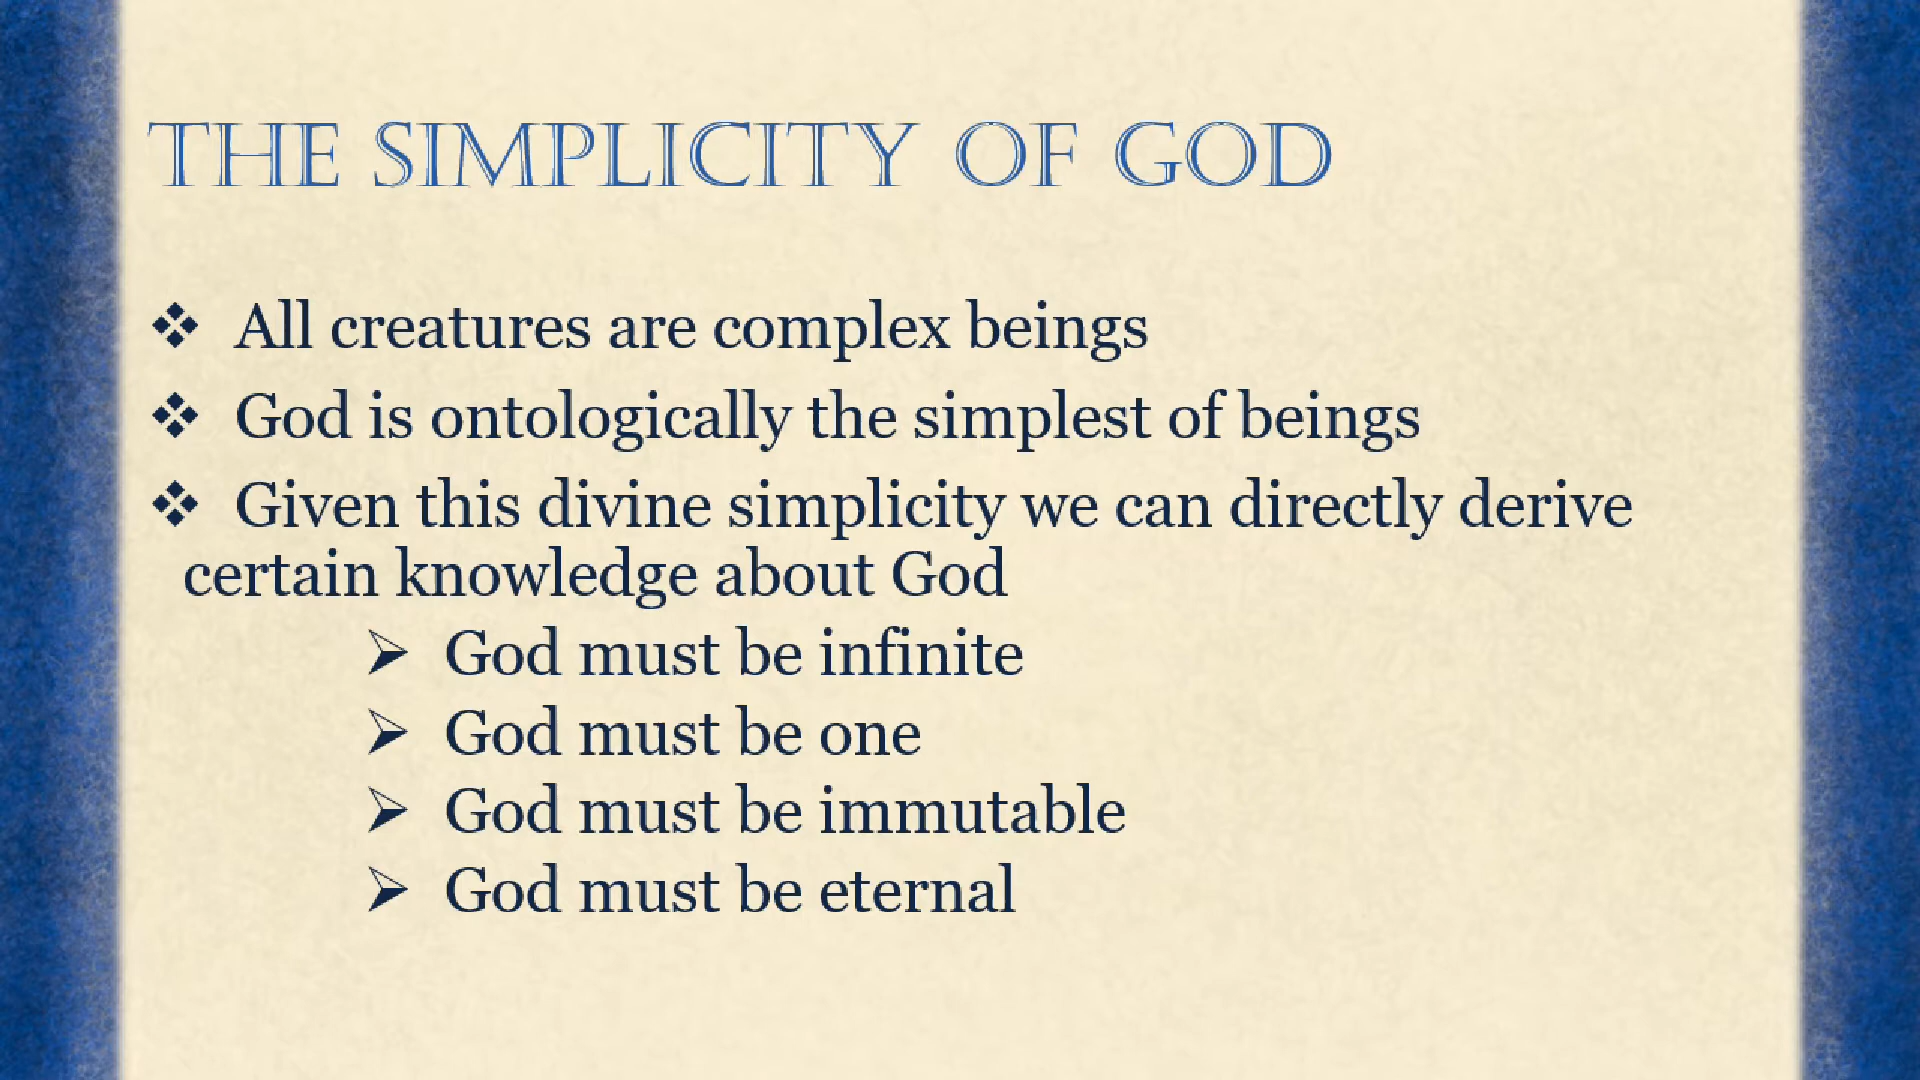 THE SIMPLICITY OF GOD
❖ All creatures are complex beings
❖ God is ontologically the simplest of beings
❖ Given this divine simplicity we can directly derive
certain knowledge about God
➢ God must be infinite
➢ God must be one
➢ God must be immutable
➢ God must be eternal